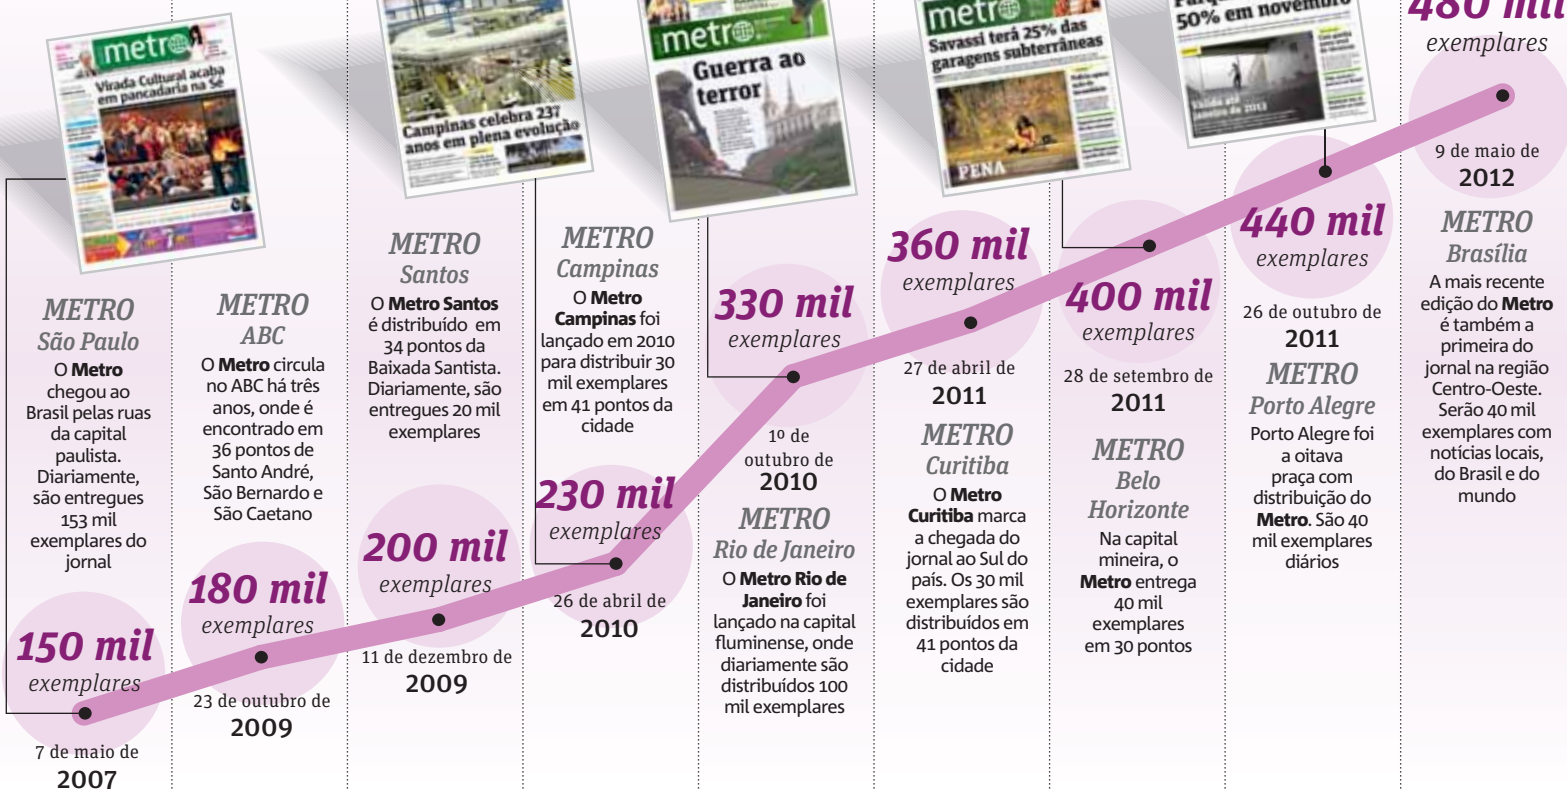 metro
Virada Cultural acaba
em pancadaria na Sé
METRO
São Paulo
O Metro
chegou ao
Brasil pelas ruas
da capital
paulista.
Diariamente,
são entregues
153 mil
exemplares do
jornal
150 mil
exemplares
7 de maio de
2007
METRO
ABC
O Metro circula
no ABC há três
anos, onde é
encontrado em
36 pontos de
Santo André,
São Bernardo e
São Caetano
180 mil
exemplares
23 de outubro de
2009
Campinas celebra 237
anos em plena evolução
METRO
Santos
O Metro Santos
é distribuído em
34 pontos da
Baixada Santista.
Diariamente, são
entregues 20 mil
exemplares
200 mil
exemplares
11 de dezembro de
2009
METRO
Campinas
O Metro
Campinas foi
lançado em 2010
para distribuir 30
mil exemplares
em 41 pontos da
cidade
230 mil
exemplares
26 de abril de
2010
metro
Guerra ao
terror
330 mil
exemplares
1º de
outubro de
2010
METRO
Rio de Janeiro
O Metro Rio de
Janeiro foi
lançado na capital
fluminense, onde
diariamente são
distribuídos 100
mil exemplares
360 mil
exemplares
27 de abril de
2011
METRO
Curitiba
O Metro
Curitiba marca
a chegada do
jornal ao Sul do
país. Os 30 mil
exemplares são
distribuídos em
41 pontos da
cidade
metro
Savassi terá 25% das
garagens subterrâneas
PENA
400 mil
exemplares
28 de setembro de
2011
METRO
Belo
Horizonte
Na capital
mineira, o
Metro entrega
40 mil
exemplares
em 30 pontos
50% em novembro
440 mil
exemplares
26 de outubro de
2011
METRO
Porto Alegre
Porto Alegre foi
a oitava
praça com
distribuição do
Metro. São 40
mil exemplares
diários
480 mil
exemplares
9 de maio de
2012
METRO
Brasília
A mais recente
edição do Metro
é também a
primeira do
jornal na região
Centro-Oeste.
Serão 40 mil
exemplares com
notícias locais,
do Brasil e do
mundo